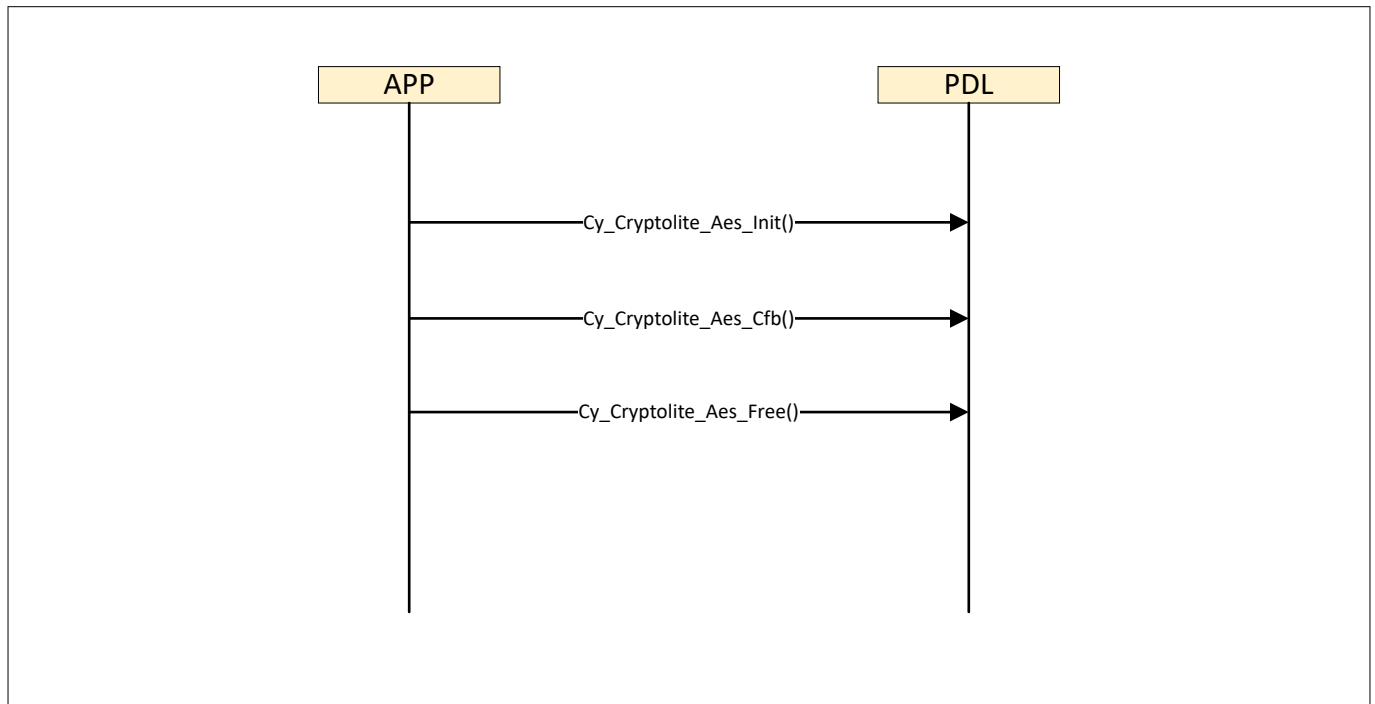 APP
PDL
Cy_Cryptolite_Aes_Init()
Cy_Cryptolite_Aes_Cfb()
Cy_Cryptolite_Aes_Free()